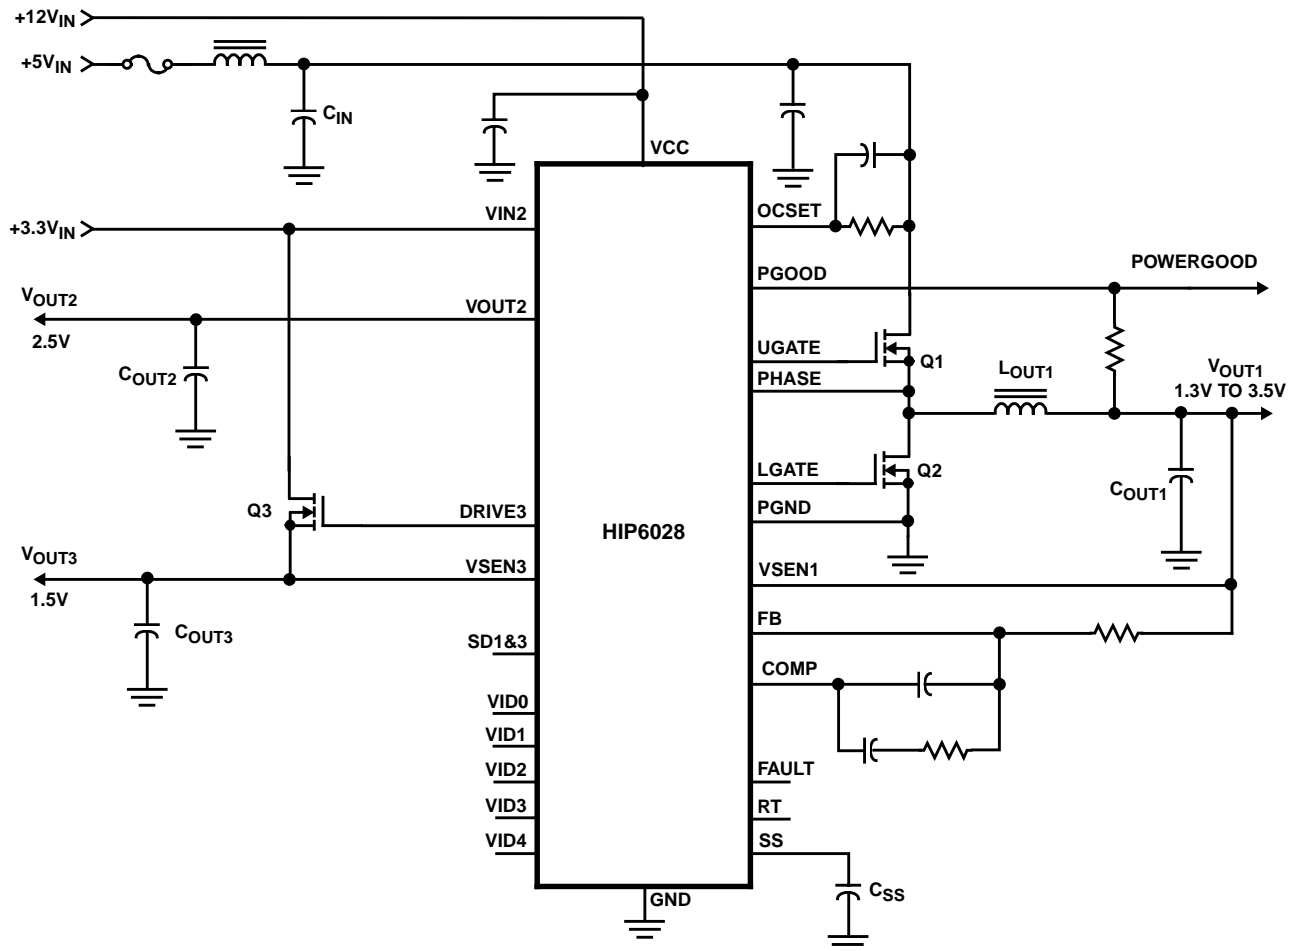 +12VIN
+5VIN
CIN
VCC
+3.3VIN
VIN2
OCSET
PGOOD
POWERGOOD
VOUT2
2.5V
VOUT2
COUT2
UGATE
Q1
PHASE
LOUT1
VOUT1
1.3V TO 3.5V
LGATE
Q2
COUT1
Q3
DRIVE3
PGND
HIP6028
VOUT3
1.5V
VSEN3
VSEN1
COUT3
FB
SD1&3
COMP
VID0
VID1
VID2
VID3
VID4
FAULT
RT
SS
CSS
GND